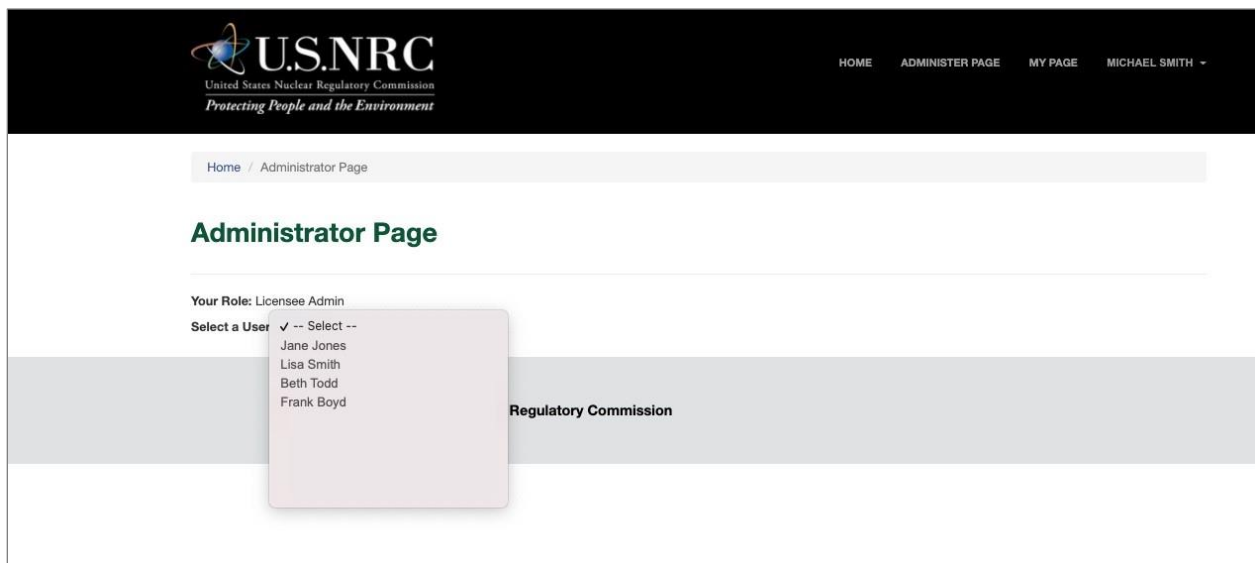 U.S.NRC
United States Nuclear Regulatory Commission
Protecting People and the Environment
HOME ADMINISTER PAGE MY PAGE MICHAEL SMITH
Home / Administrator Page
Administrator Page
Your Role: Licensee Admin
Select a User ✓ -- Select --
Jane Jones
Lisa Smith
Beth Todd
Frank Boyd
Regulatory Commission